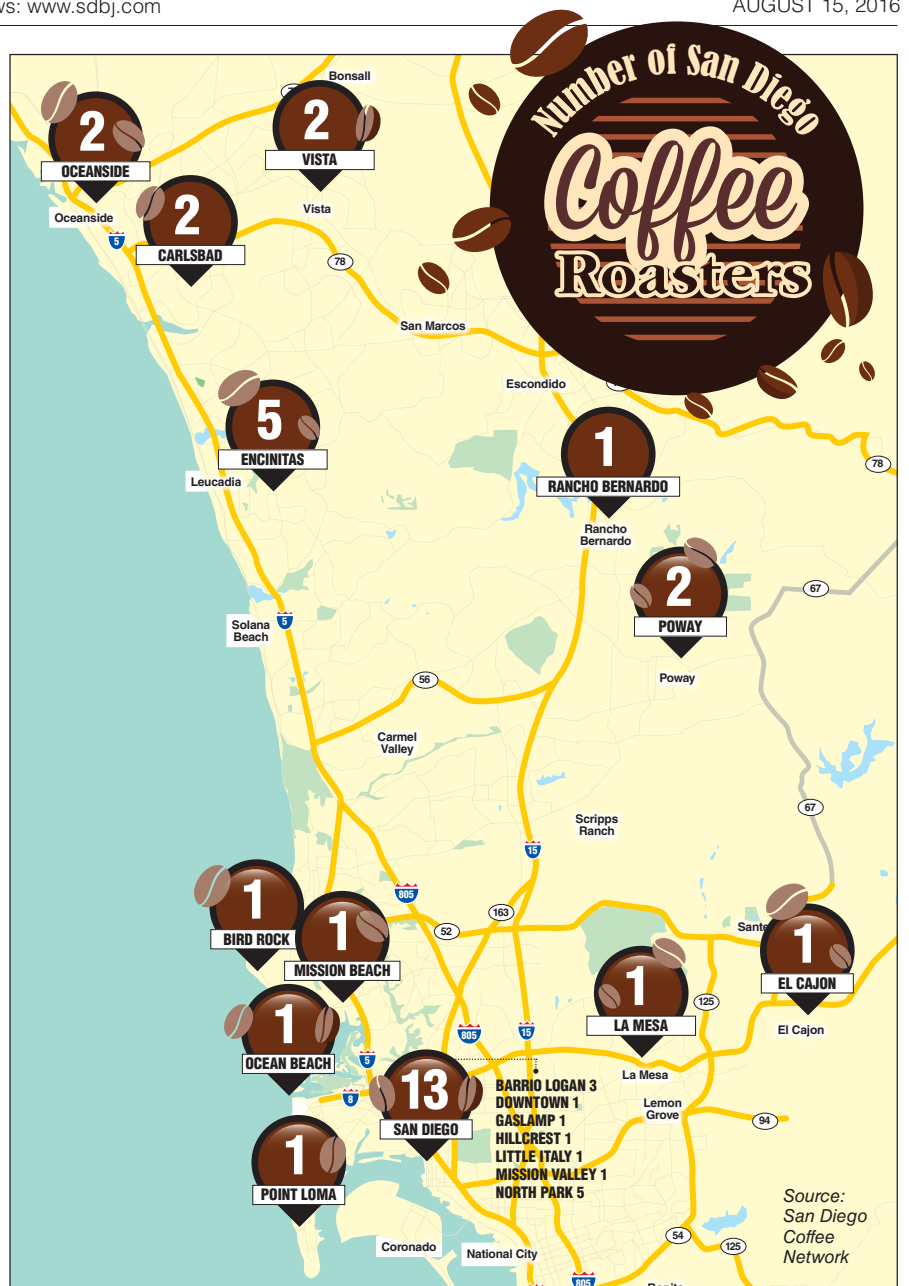 ws: www.sdbj.com
AUGUST 15, 2016
Number of San Diego
Coffee
Roasters
Bonsall
2
OCEANSIDE
2
VISTA
Oceanside
Vista
2
CARLSBAD
5
78
San Marcos
Escondido
5
ENCINITAS
Leucadia
1
RANCHO BERNARDO
78
Rancho
Bernardo
2
POWAY
67
Solana
Beach
5
56
Poway
Carmel
Valley
67
Scripps
Ranch
15
805
163
52
1
BIRD ROCK
1
MISSION BEACH
Sante
1
EL CAJON
1
LA MESA
125
El Cajon
1
OCEAN BEACH
805
15
5
8
13
SAN DIEGO
La Mesa
Lemon
Grove
94
BARRIO LOGAN 3
DOWNTOWN 1
GASLAMP 1
HILLCREST 1
LITTLE ITALY 1
MISSION VALLEY 1
NORTH PARK 5
1
POINT LOMA
Source:
San Diego
Coffee
Network
Coronado
National City
54
125
805